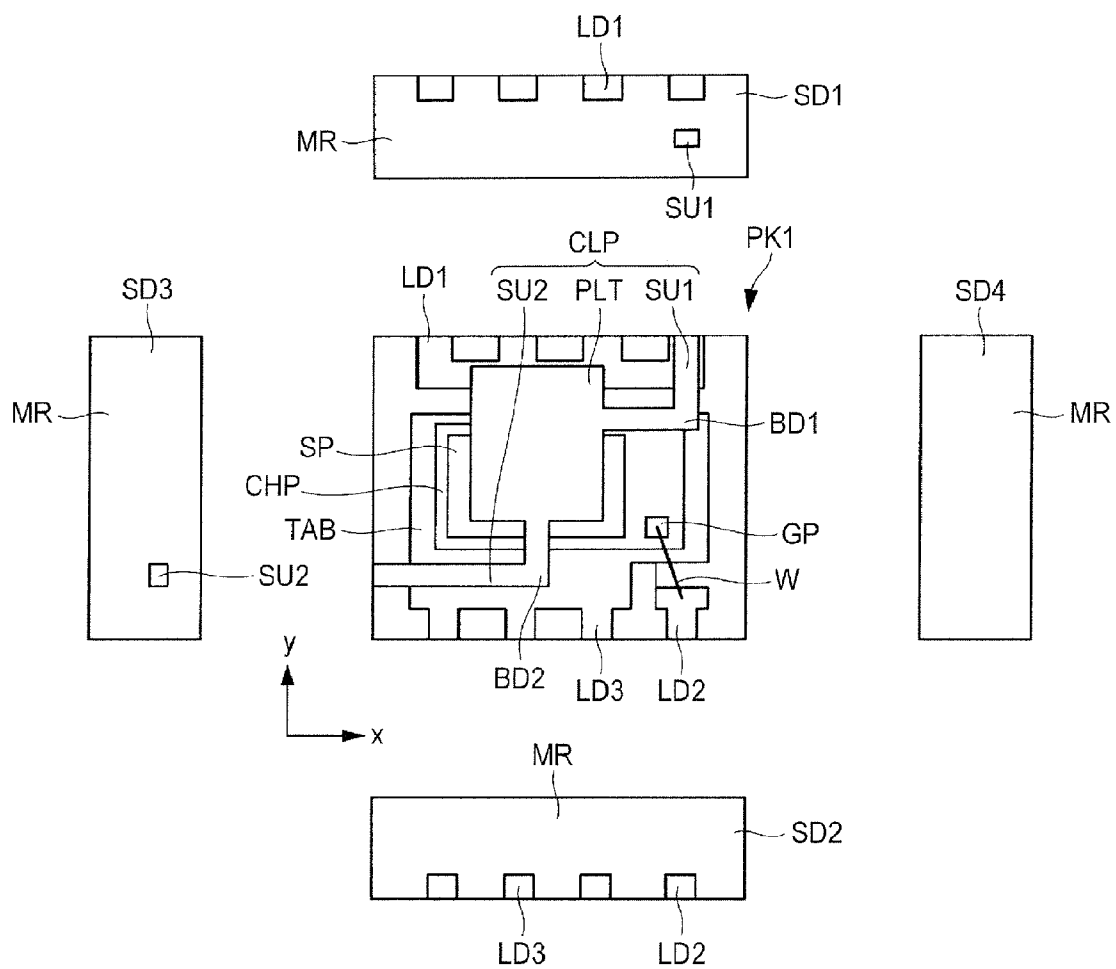 LD1
SD1
MR
SU1
CLP
PK1
LD1
SU2 PLT SU1
SD3
SD4
MR
MR
BD1
SP
CHP
TAB
GP
SU2
W
y
BD2
LD3
LD2
x
MR
SD2
LD3
LD2